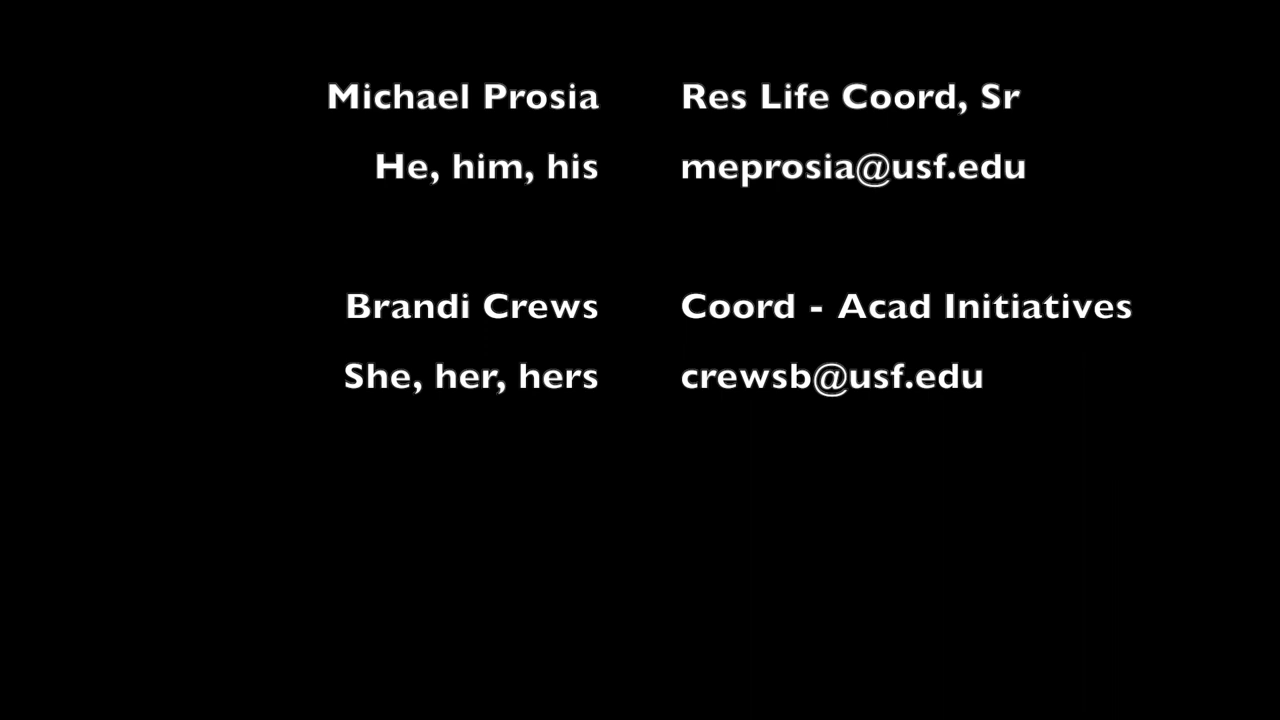 Michael Prosia Res Life Coord, Sr
He, him, his meprosia@usf.edu
Brandi Crews Coord - Acad Initiatives
She, her, hers crewsb@usf.edu